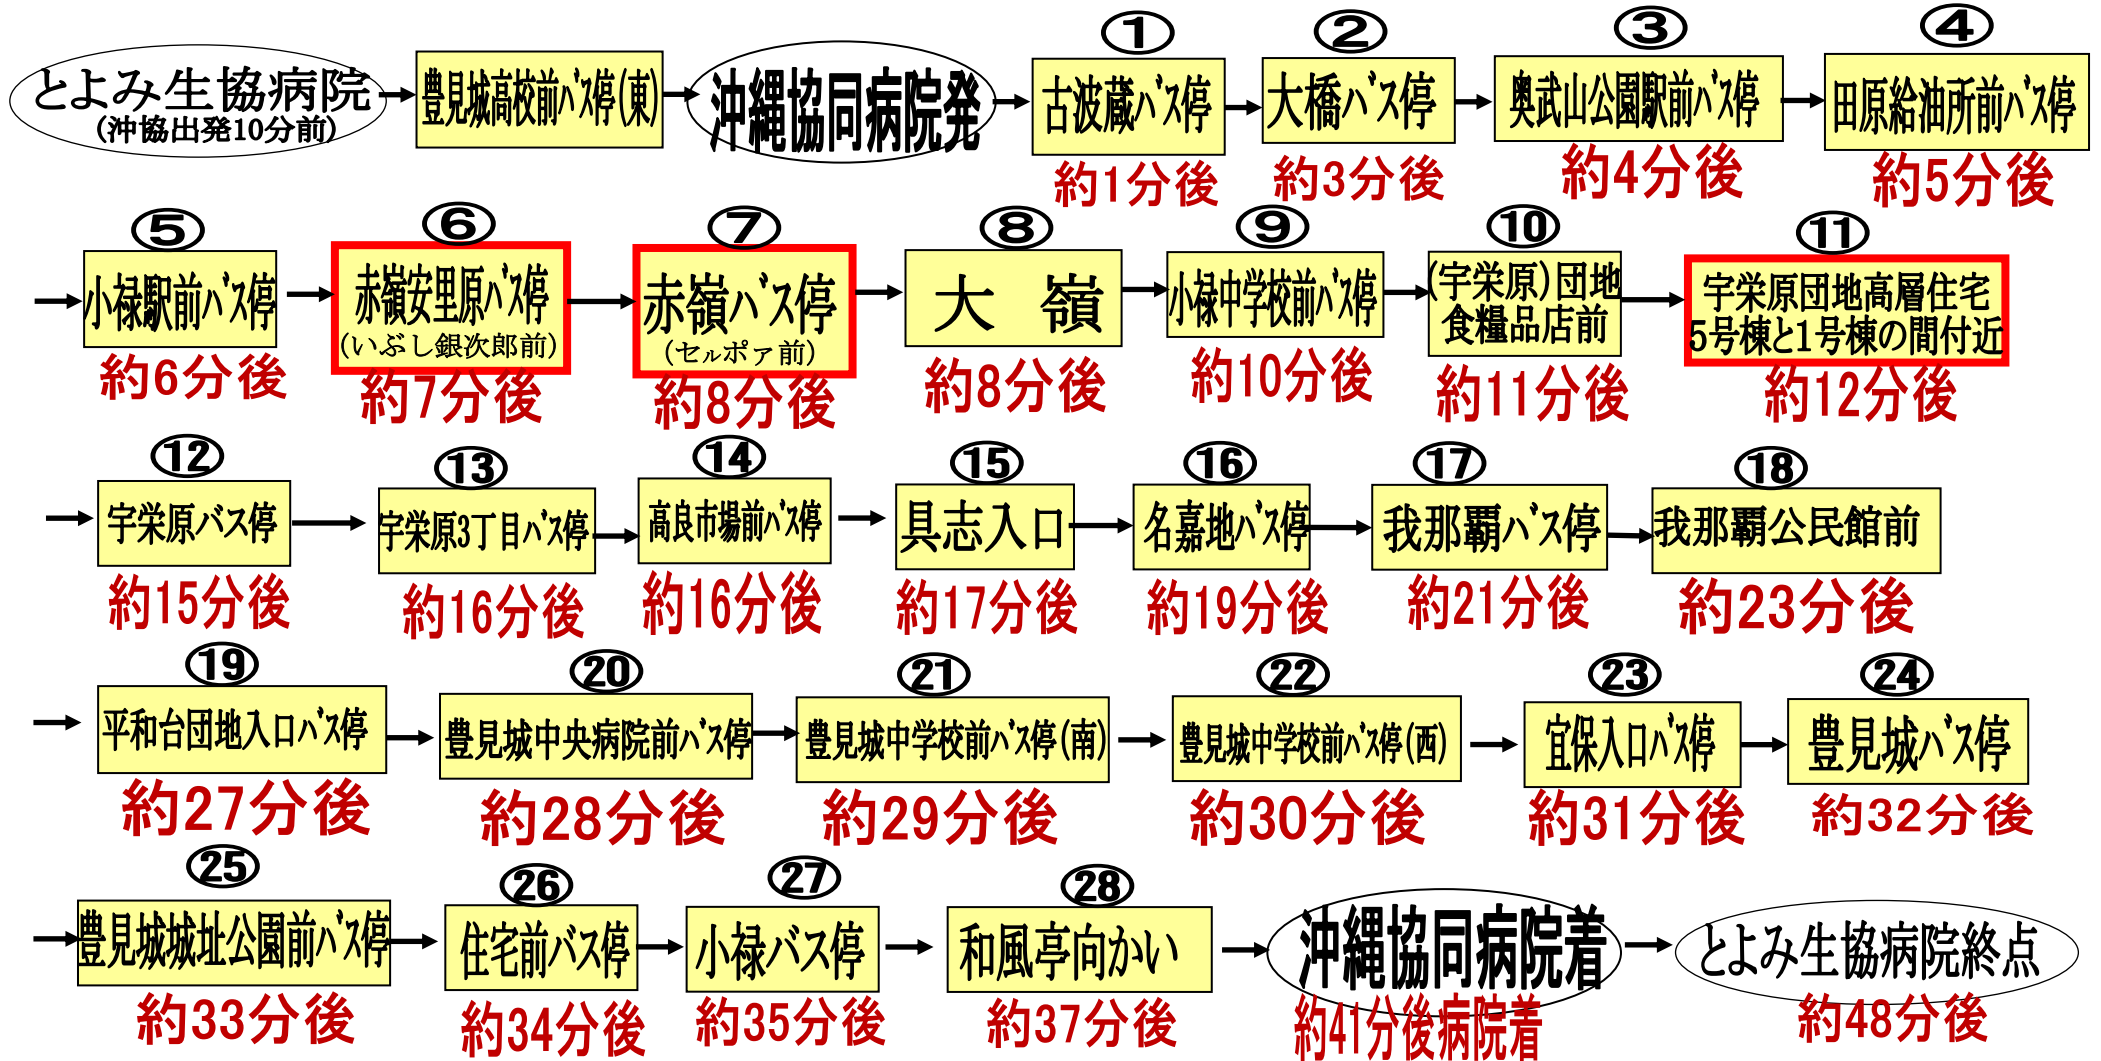 とよみ生協病院
(沖協出発10分前)
豊見城高校前バス停(東)
沖縄協同病院発
①
古波蔵バス停
約1分後
②
大橋バス停
約3分後
③
奥武山公園駅前バス停
約4分後
④
田原給油所前バス停
約5分後
⑤
小禄駅前バス停
約6分後
⑥
赤嶺安里原バス停
(いぶし銀次郎前)
約7分後
⑦
赤嶺バス停
(セルポァ前)
約8分後
⑧
大 嶺
約8分後
⑨
小禄中学校前バス停
約10分後
⑩
(宇栄原)団地
食糧品店前
約11分後
⑪
宇栄原団地高層住宅
5号棟と1号棟の間付近
約12分後
⑫
宇栄原バス停
約15分後
⑬
宇栄原3丁目バス停
約16分後
⑭
高良市場前バス停
約16分後
⑮
具志入口
約17分後
⑯
名嘉地バス停
約19分後
⑰
我那覇バス停
約21分後
⑱
我那覇公民館前
約23分後
⑲
平和台団地入口バス停
約27分後
⑳
豊見城中央病院前バス停
約28分後
㉑
豊見城中学校前バス停(南)
約29分後
㉒
豊見城中学校前バス停(西)
約30分後
㉓
宜保入口バス停
約31分後
㉔
豊見城バス停
約32分後
㉕
豊見城城址公園前バス停
約33分後
㉖
住宅前バス停
約34分後
㉗
小禄バス停
約35分後
㉘
和風亭向かい
約37分後
沖縄協同病院着
約41分後病院着
とよみ生協病院終点
約48分後